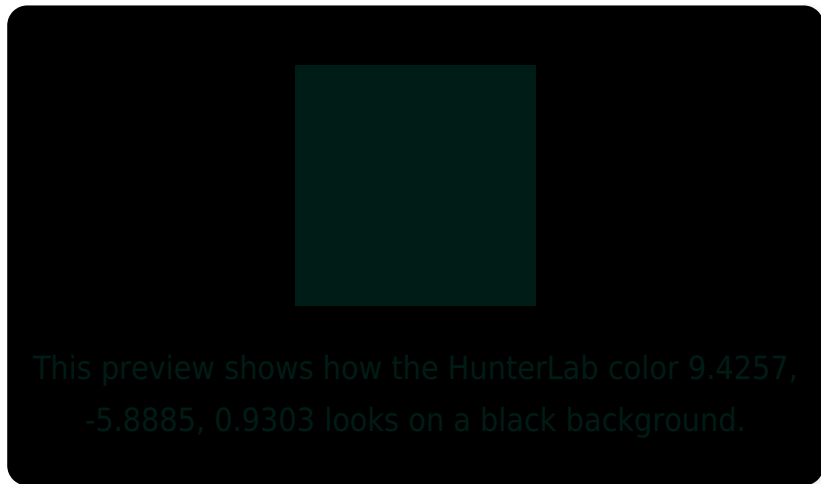 This preview shows how the HunterLab color 9.4257,
-5.8885, 0.9303 looks on a black background.